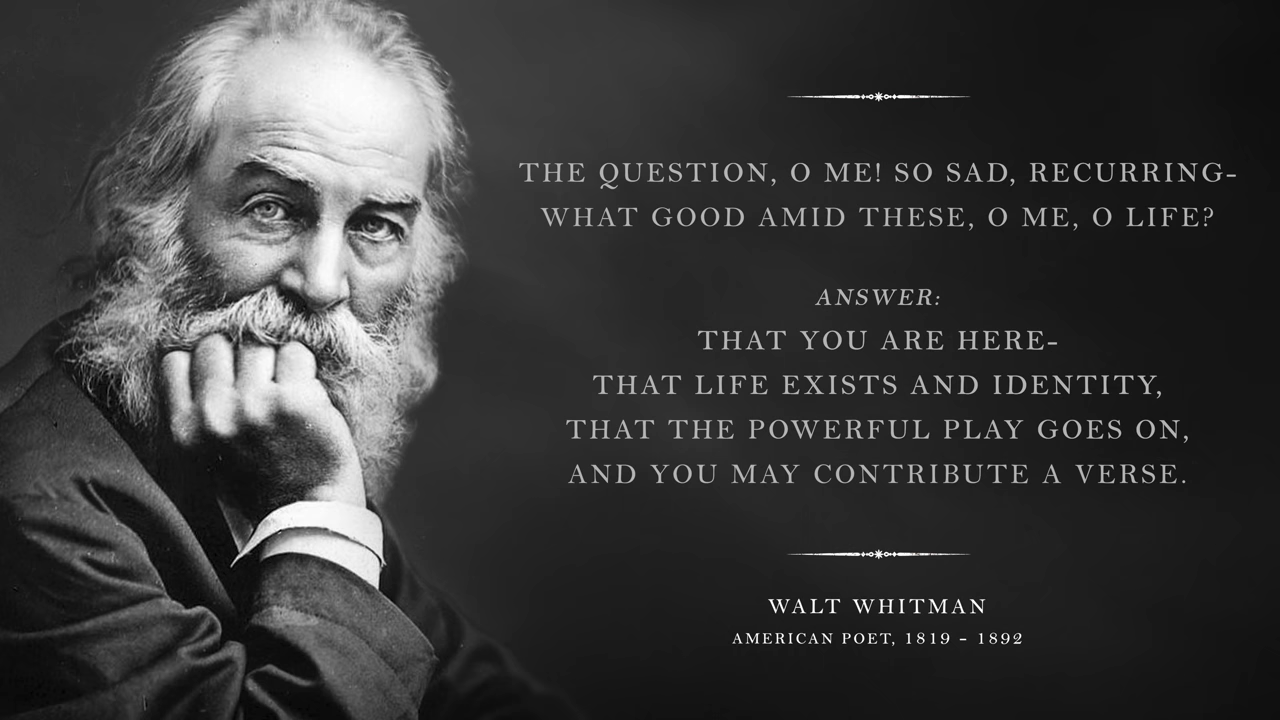 THE QUESTION, O ME! SO SAD, RECURRING-
WHAT GOOD AMID THESE, O ME, O LIFE?
ANSWER:
THAT YOU ARE HERE-
THAT LIFE EXISTS AND IDENTITY,
THAT THE POWERFUL PLAY GOES ON,
AND YOU MAY CONTRIBUTE A VERSE.
WALT WHITMAN
AMERICAN POET, 1819 - 1892